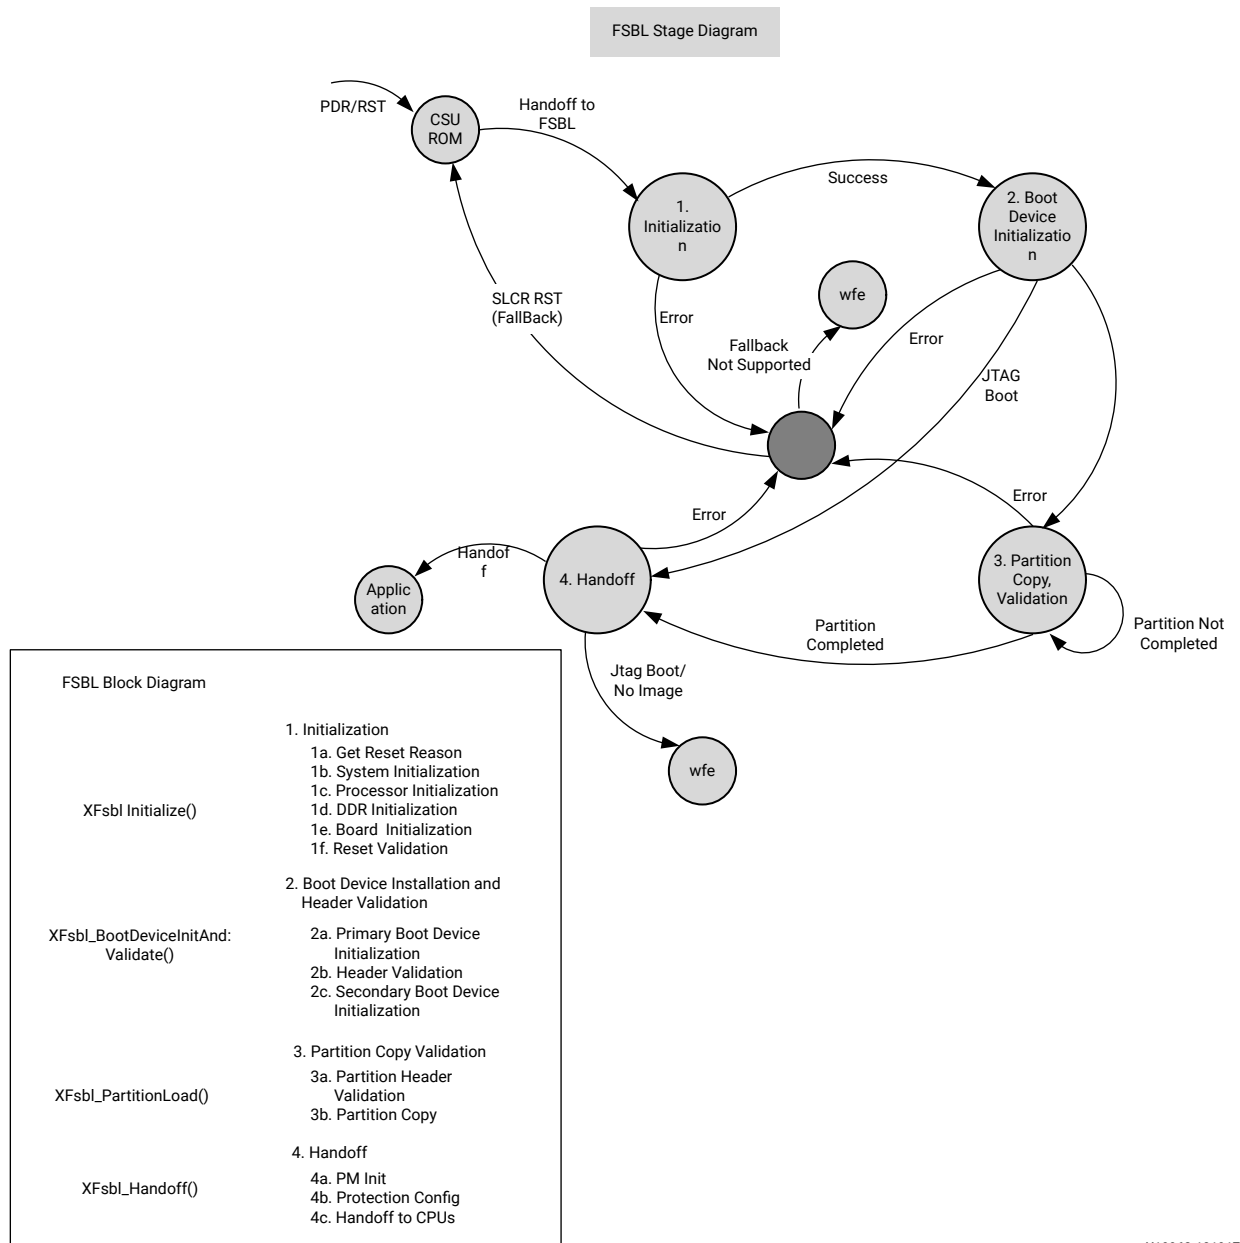 FSBL Stage Diagram
PDR/RST
CSU
ROM
Handoff to
FSBL
1.
Initializatio
n
Success
2. Boot
Device
Initializatio
n
wfe
SLCR RST
(FallBack)
Error
Fallback
Not Supported
Error
JTAG
Boot
Error
Error
Handof
f
Applic
ation
4. Handoff
3. Partition
Copy,
Validation
Partition
Completed
Partition Not
Completed
Jtag Boot/
No Image
wfe
FSBL Block Diagram
1. Initialization
1a. Get Reset Reason
1b. System Initialization
1c. Processor Initialization
XFsbl Initialize()
1d. DDR Initialization
1e. Board  Initialization
1f. Reset Validation
2. Boot Device Installation and
Header Validation
XFsbl_BootDeviceInitAnd:
Validate()
2a. Primary Boot Device
Initialization
2b. Header Validation
2c. Secondary Boot Device
Initialization
3. Partition Copy Validation
XFsbl_PartitionLoad()
3a. Partition Header
Validation
3b. Partition Copy
4. Handoff
XFsbl_Handoff()
4a. PM Init
4b. Protection Config
4c. Handoff to CPUs